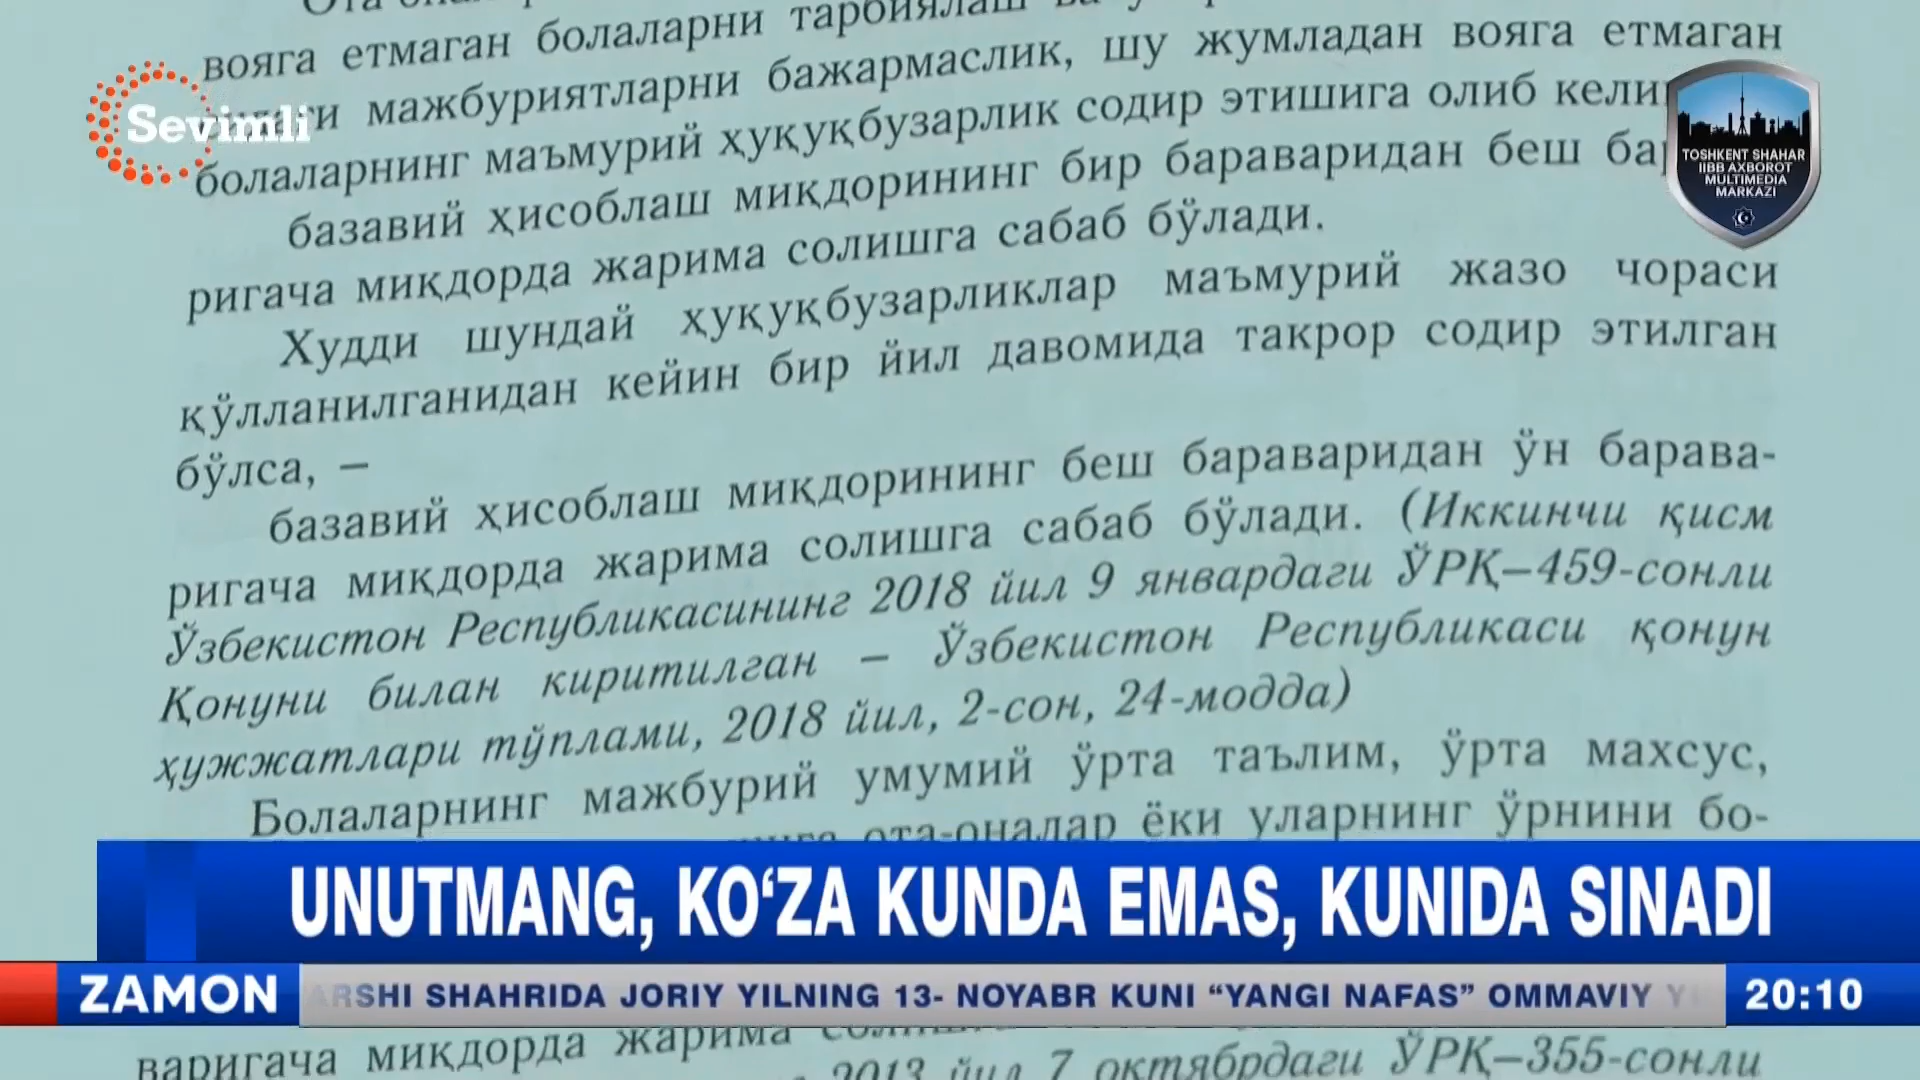 вояга етмаган болаларни тарбиялаш
мажбуриятларни бажармаслик, шу жумладан вояга етмаган
болаларнинг маъмурий ҳуқуқбузарлик содир этишига олиб
базавий ҳисоблаш миқдорининг бир бараваридан беш
ригача миқдорда жарима солишга сабаб бўлади.
Худди шундай ҳуқуқбузарликлар маъмурий жазо чораси
қўлланилганидан кейин бир йил давомида такрор содир этилган
бўлса, —
базавий ҳисоблаш миқдорининг беш бараваридан ўн барава-
ригача миқдорда жарима солишга сабаб бўлади. (Иккинчи қисм
Ўзбекистон Республикасининг 2018 йил 9 январдаги ЎРҚ—459-сонли
Қонуни билан киритилган — Ўзбекистон Республикаси қонун
ҳужжатлари тўплами, 2018 йил, 2-сон, 24-модда)
Болаларнинг мажбурий умумий ўрта таълим, ўрта махсус,
ота-оналар ёки уларнинг ўрнини бо-
Sevimli
TOSHKENT SHAHAR
IIBB AXBOROT
MULTIMEDIA
MARKAZI
UNUTMANG, KO‘ZA KUNDA EMAS, KUNIDA SINADI
ZAMON
ARSHI SHAHRIDA JORIY YILNING 13- NOYABR KUNI “YANGI NAFAS” OMMAVIY
20:10
варигача миқдорда жарима
2013 йил 7 октябрдаги ЎРҚ—355-сонли